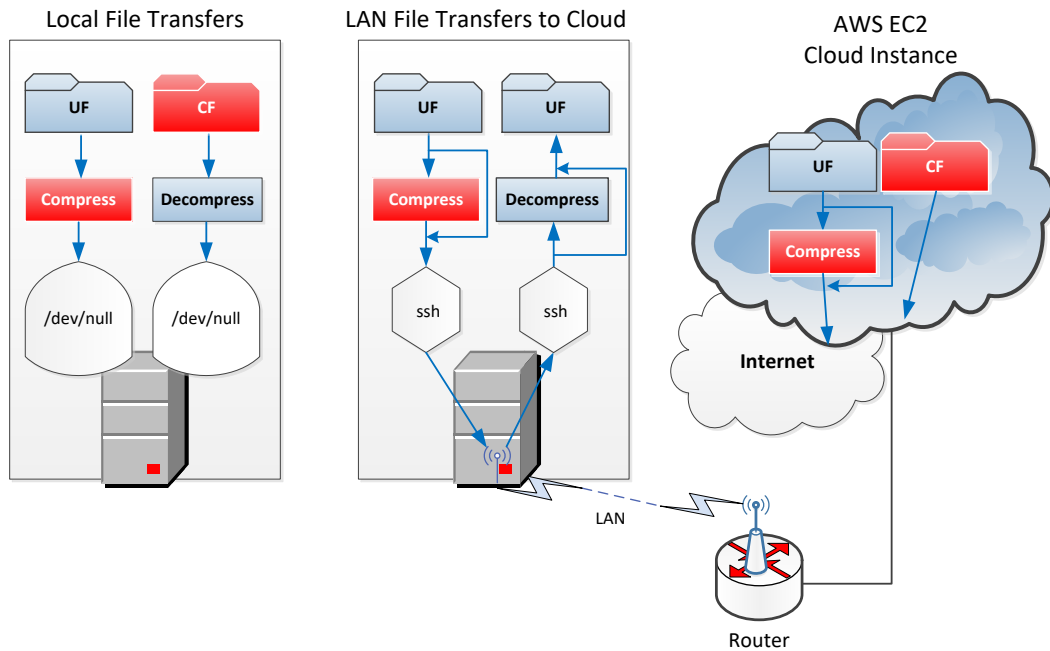 Local File Transfers
UF
CF
Compress
Decompress
/dev/null
/dev/null
LAN File Transfers to Cloud
UF
UF
Compress
Decompress
ssh
ssh
LAN
AWS EC2
Cloud Instance
UF
CF
Compress
Internet
Router